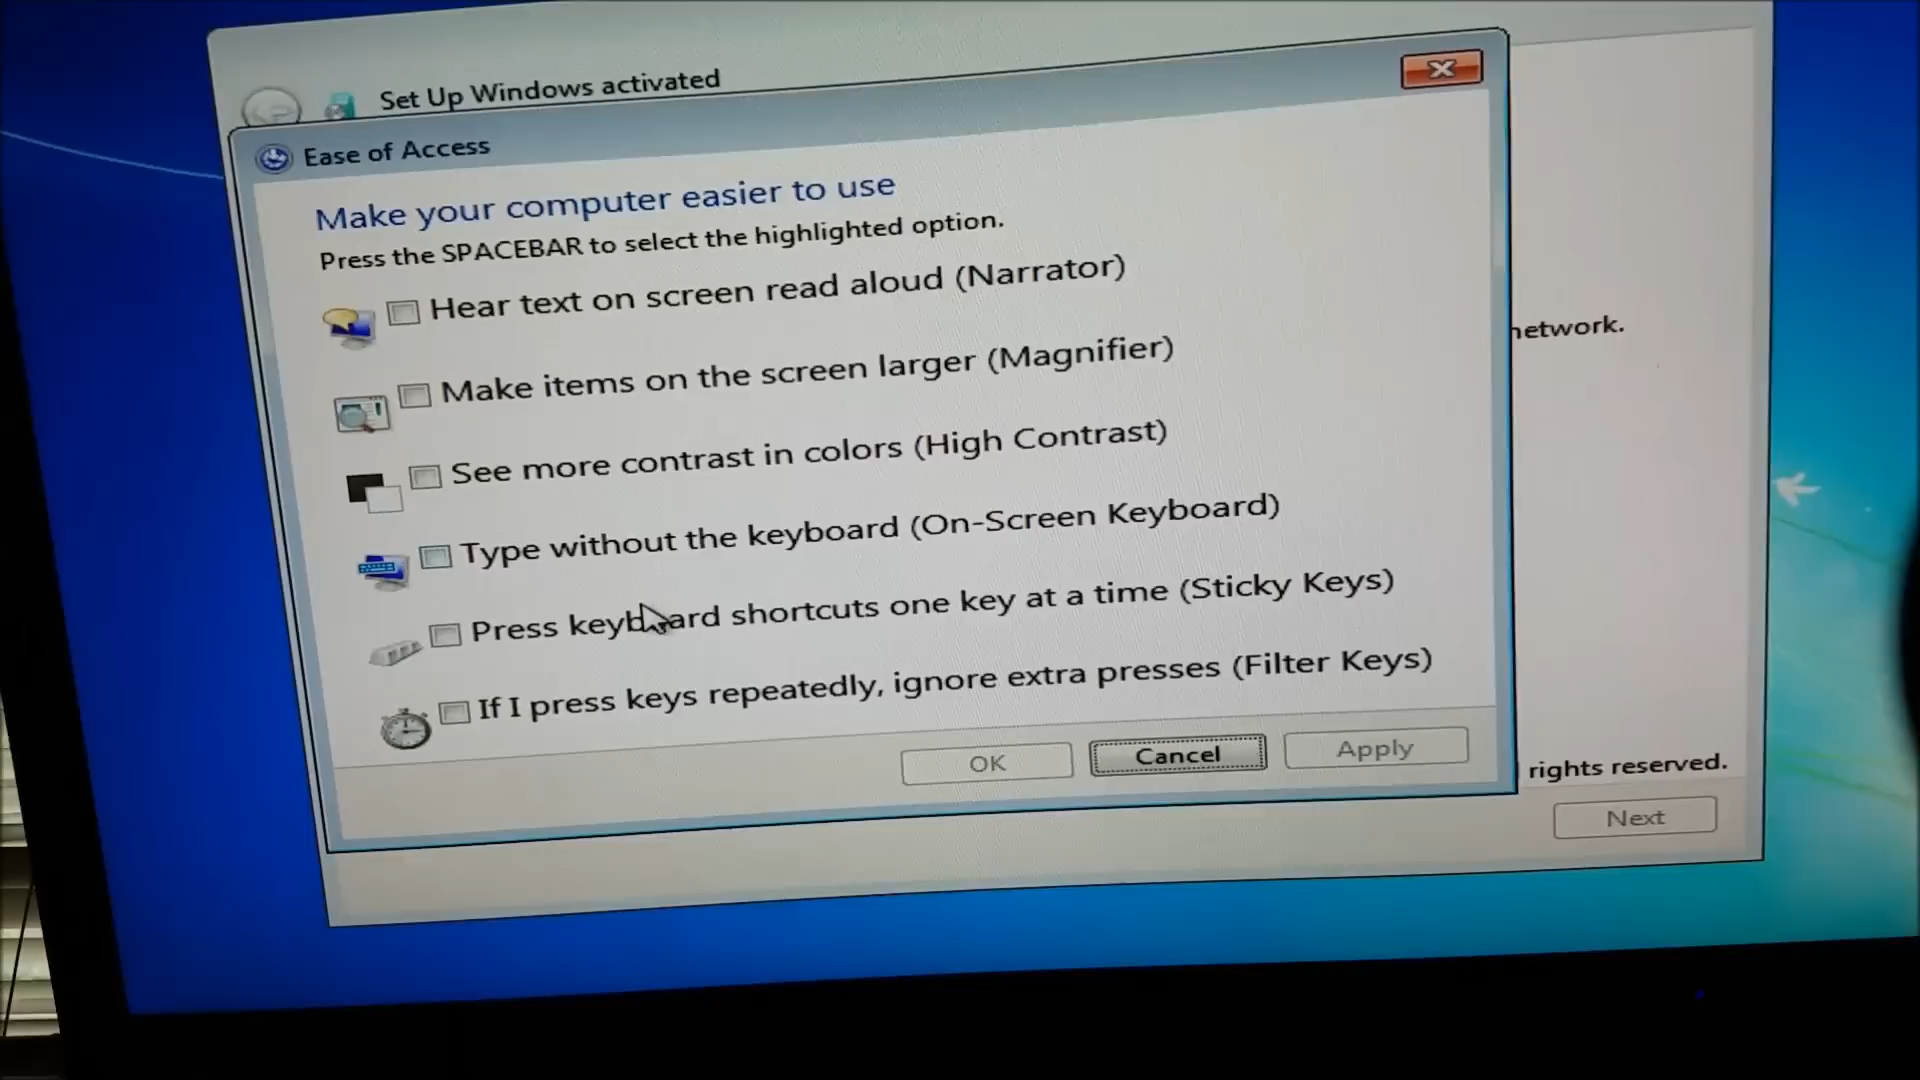 Set Up Windows activated
Ease of Access
Make your computer easier to use
Press the SPACEBAR to select the highlighted option.
Hear text on screen read aloud (Narrator)
network.
Make items on the screen larger (Magnifier)
See more contrast in colors (High Contrast)
Type without the keyboard (On-Screen Keyboard)
Press keyboard shortcuts one key at a time (Sticky Keys)
If I press keys repeatedly, ignore extra presses (Filter Keys)
OK Cancel Apply
rights reserved.
Next